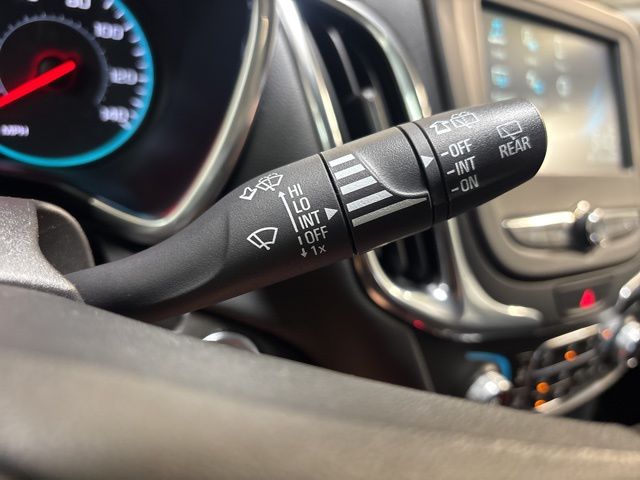 100
120
140
MPH
HI
LO
INT
OFF
1x
OFF
INT
ON
REAR